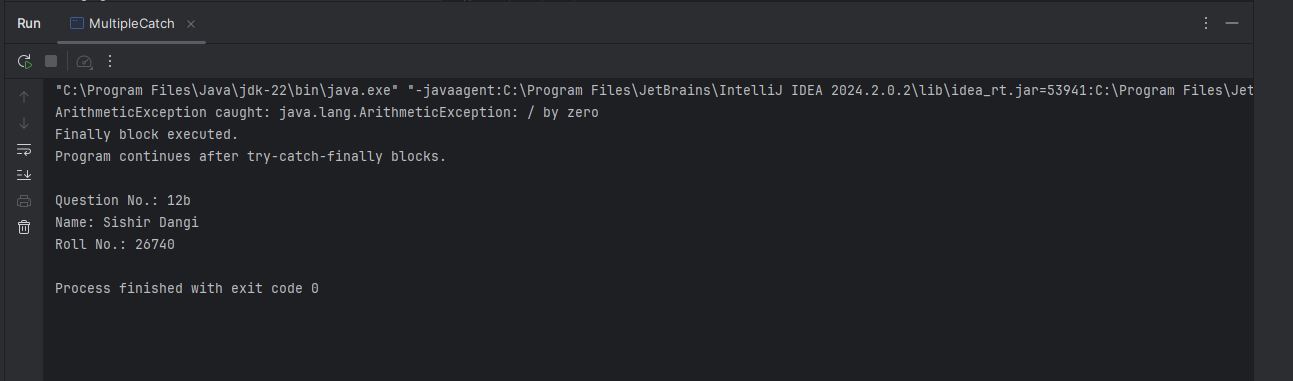 Run MultipleCatch
"C:\Program Files\Java\jdk-22\bin\java.exe" "-javaagent:C:\Program Files\JetBrains\IntelliJ IDEA 2024.2.0.2\lib\idea_rt.jar=53941:C:\Program Files\Jet
ArithmeticException caught: java.lang.ArithmeticException: / by zero
Finally block executed.
Program continues after try-catch-finally blocks.
Question No.: 12b
Name: Sishir Dangi
Roll No.: 26740
Process finished with exit code 0